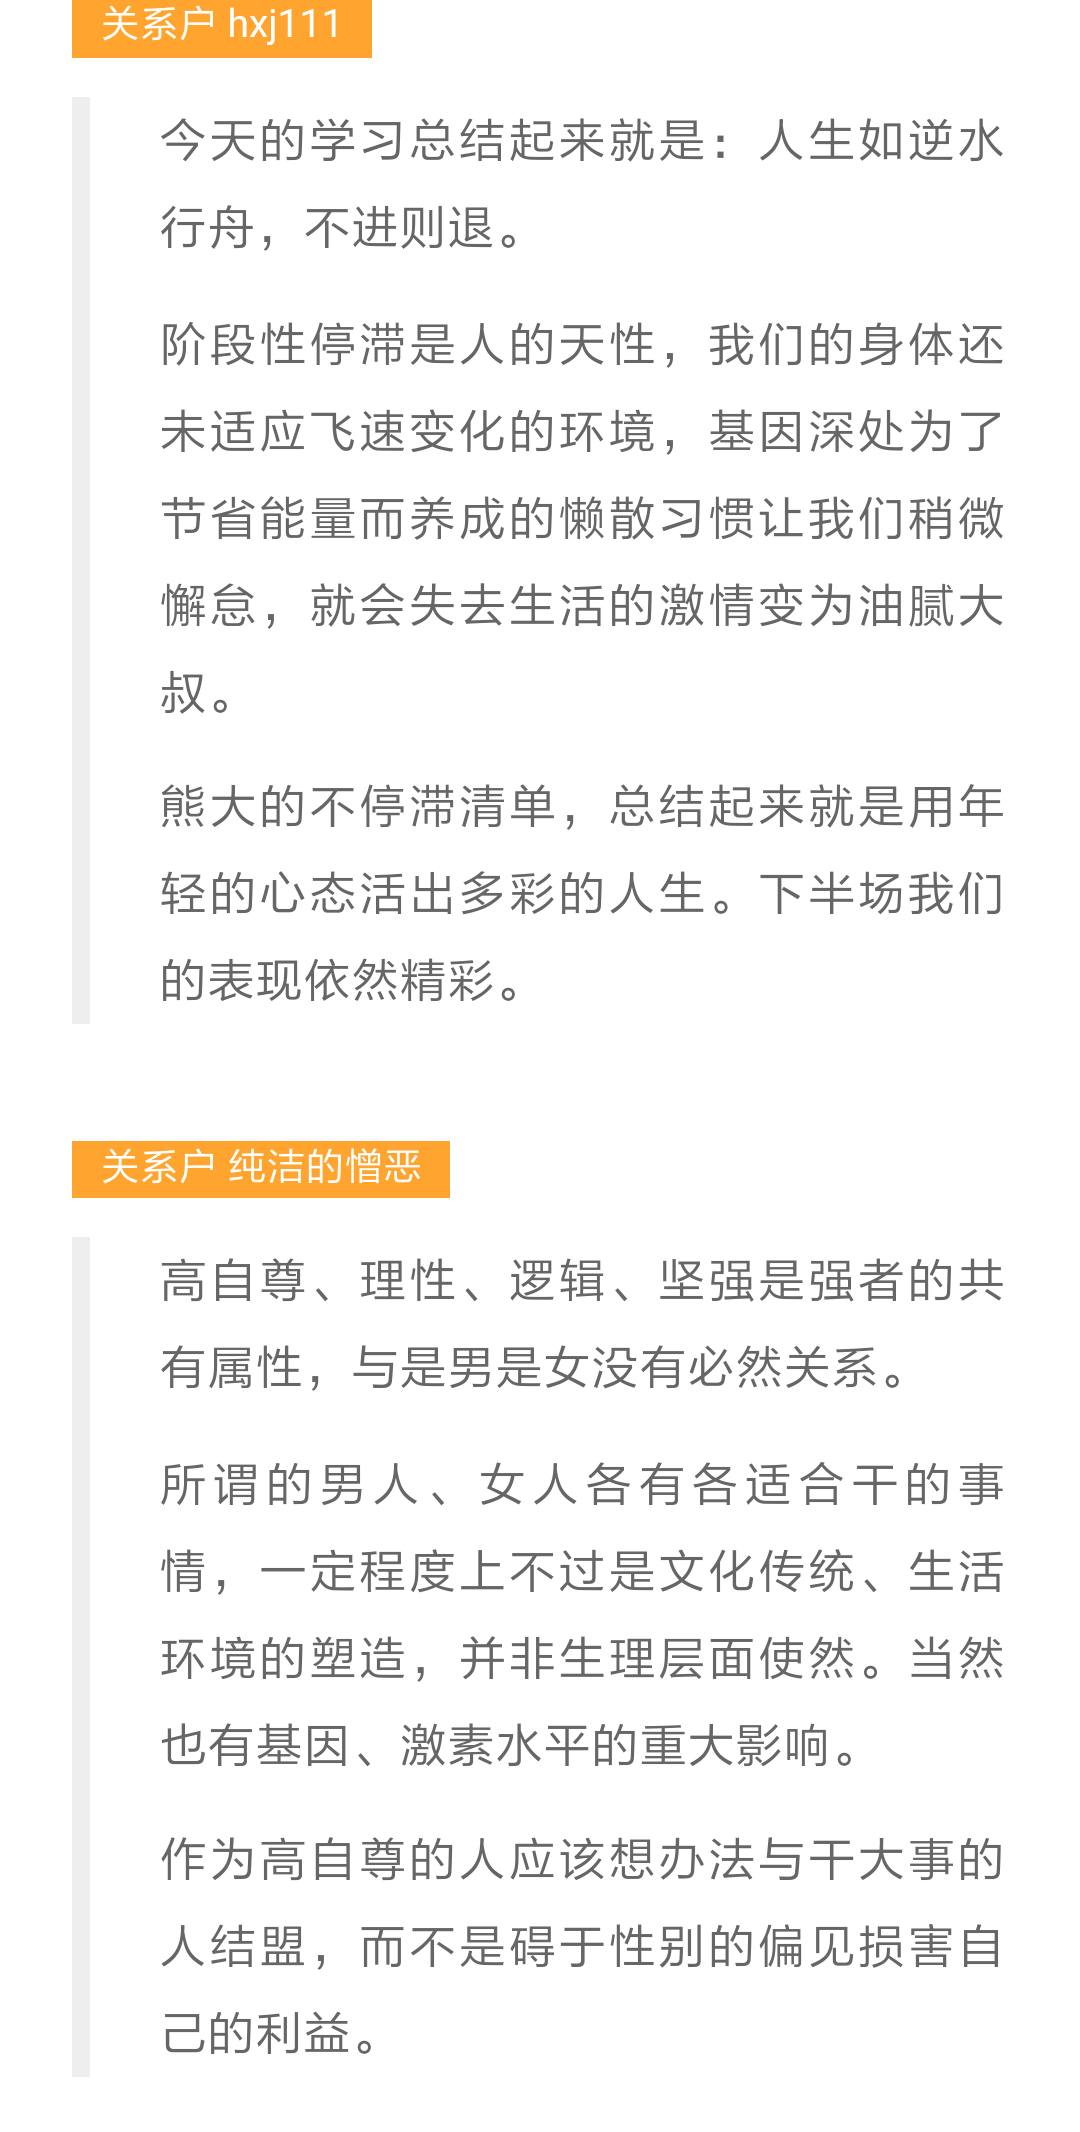 关系户 hxj111
今天的学习总结起来就是：人生如逆水
行舟，不进则退。
阶段性停滞是人的天性，我们的身体还
未适应飞速变化的环境，基因深处为了
节省能量而养成的懒散习惯让我们稍微
懈怠，就会失去生活的激情变为油腻大
叔。
熊大的不停滞清单，总结起来就是用年
轻的心态活出多彩的人生。下半场我们
的表现依然精彩。
关系户 纯洁的憎恶
高自尊、理性、逻辑、坚强是强者的共
有属性，与是男是女没有必然关系。
所谓的男人、女人各有各适合干的事
情，一定程度上不过是文化传统、生活
环境的塑造，并非生理层面使然。当然
也有基因、激素水平的重大影响。
作为高自尊的人应该想办法与干大事的
人结盟，而不是碍于性别的偏见损害自
己的利益。